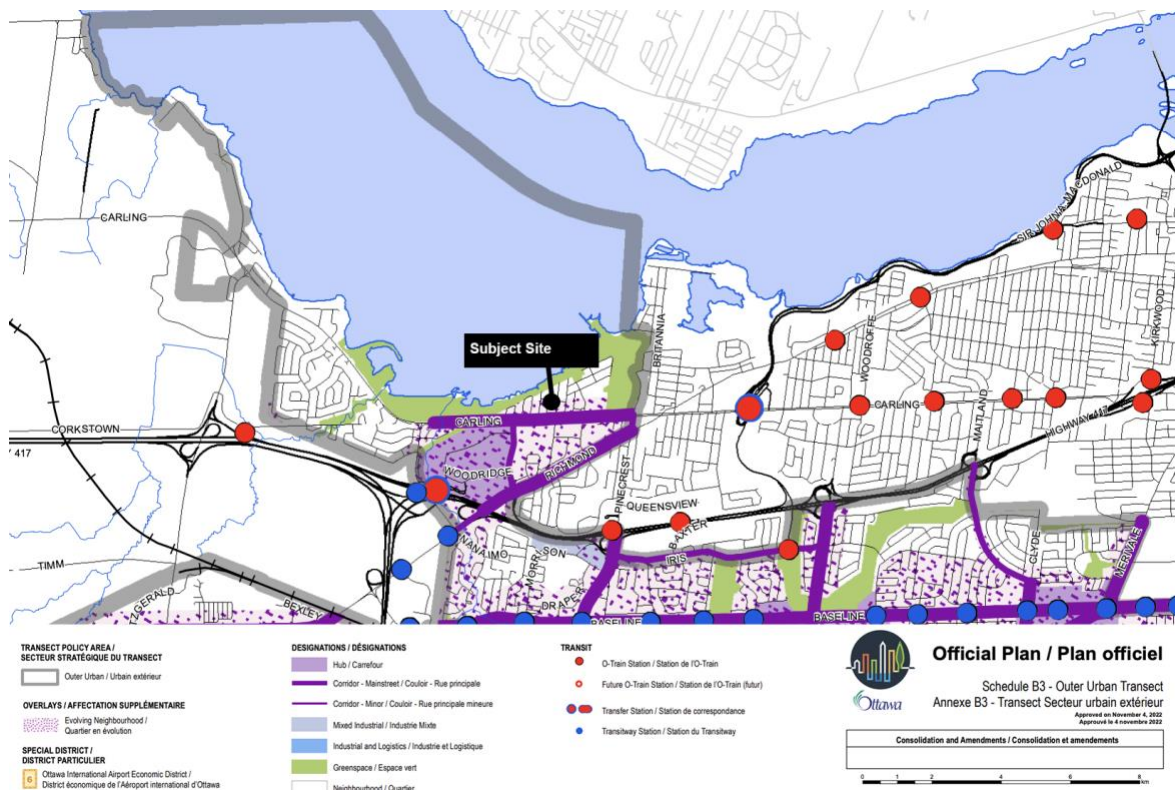 CARLING
SIR JOHN A. MACDONALD
Subject Site
BRITANNIA
WOODROFFE
KIRKWOOD
CARLING
CARLING
MAITLAND
HIGHWAY 417
CORKSTOWN
417
WOODRIDGE
RICHMOND
PINECREST
QUEENSVIEW
BAXTER
NANAIMO
MORRISON
IRIS
CLYDE
MERIVALE
TIMM
ZGERALD
BEXLEY
DRAPER
BASELINE
BASELINE
TRANSECT POLICY AREA /
SECTEUR STRATÉGIQUE DU TRANSECT
Outer Urban / Urbain extérieur
OVERLAYS / AFFECTATION SUPPLÉMENTAIRE
Evolving Neighbourhood /
Quartier en évolution
SPECIAL DISTRICT /
DISTRICT PARTICULIER
6
Ottawa International Airport Economic District /
District économique de l'Aéroport international d'Ottawa
DESIGNATIONS / DÉSIGNATIONS
Hub / Carrefour
Corridor - Mainstreet / Couloir - Rue principale
Corridor - Minor / Couloir - Rue principale mineure
Mixed Industrial / Industrie Mixte
Industrial and Logistics / Industrie et Logistique
Greenspace / Espace vert
Neighbourhood / Quartier
TRANSIT
O-Train Station / Station de l'O-Train
Future O-Train Station / Station de l'O-Train (futur)
Transfer Station / Station de correspondance
Transitway Station / Station du Transitway
Ottawa
Official Plan / Plan officiel
Schedule B3 - Outer Urban Transect
Annexe B3 - Transect Secteur urbain extérieur
Approved on November 4, 2022
Approuvé le 4 novembre 2022
Consolidation and Amendments / Consolidation et amendements
0 1 2 4 6 8
km